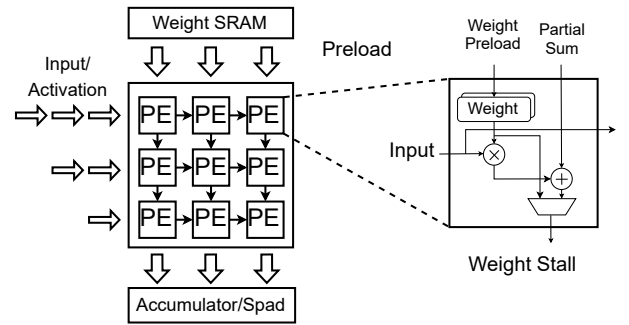 Weight SRAM
Preload
Input/
Activation
PE PE PE
PE PE PE
PE PE PE
Accumulator/Spad
Weight
Preload
Partial
Sum
Weight
Input
Weight Stall